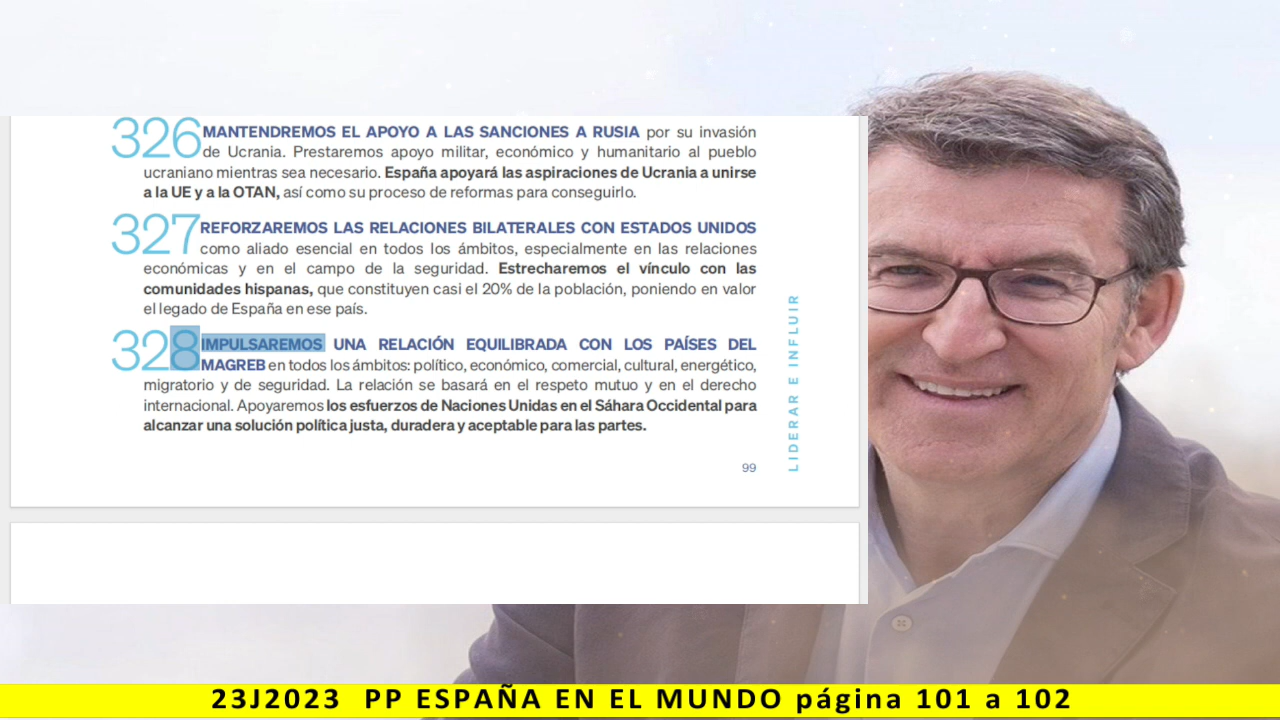 326 MANTENDREMOS EL APOYO A LAS SANCIONES A RUSIA por su invasión
de Ucrania. Prestaremos apoyo militar, económico y humanitario al pueblo
ucraniano mientras sea necesario. España apoyará las aspiraciones de Ucrania a unirse
a la UE y a la OTAN, así como su proceso de reformas para conseguirlo.
327 REFORZAREMOS LAS RELACIONES BILATERALES CON ESTADOS UNIDOS
como aliado esencial en todos los ámbitos, especialmente en las relaciones
económicas y en el campo de la seguridad. Estrecharemos el vínculo con las
comunidades hispanas, que constituyen casi el 20% de la población, poniendo en valor
el legado de España en ese país.
328 IMPULSAREMOS UNA RELACIÓN EQUILIBRADA CON LOS PAÍSES DEL
MAGREB en todos los ámbitos: político, económico, comercial, cultural, energético,
migratorio y de seguridad. La relación se basará en el respeto mutuo y en el derecho
internacional. Apoyaremos los esfuerzos de Naciones Unidas en el Sáhara Occidental para
alcanzar una solución política justa, duradera y aceptable para las partes.
99
LIDERAR E INFLUIR
23J2023 PP ESPAÑA EN EL MUNDO página 101 a 102